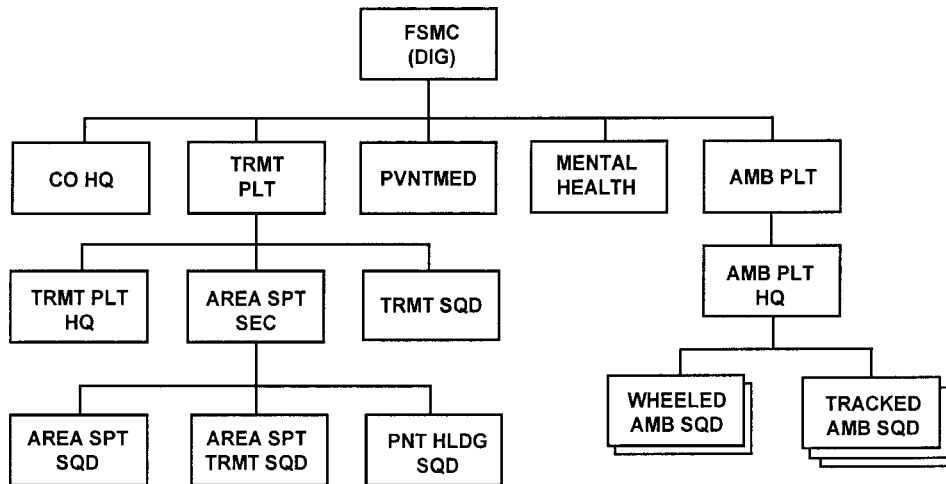 FSMC
(DIG)
CO HQ
TRMT
PLT
PVNTMED
MENTAL
HEALTH
AMB PLT
TRMT PLT
HQ
AREA SPT
SEC
TRMT SQD
AMB PLT
HQ
AREA SPT
SQD
AREA SPT
TRMT SQD
PNT HLDG
SQD
WHEELED
AMB SQD
TRACKED
AMB SQD